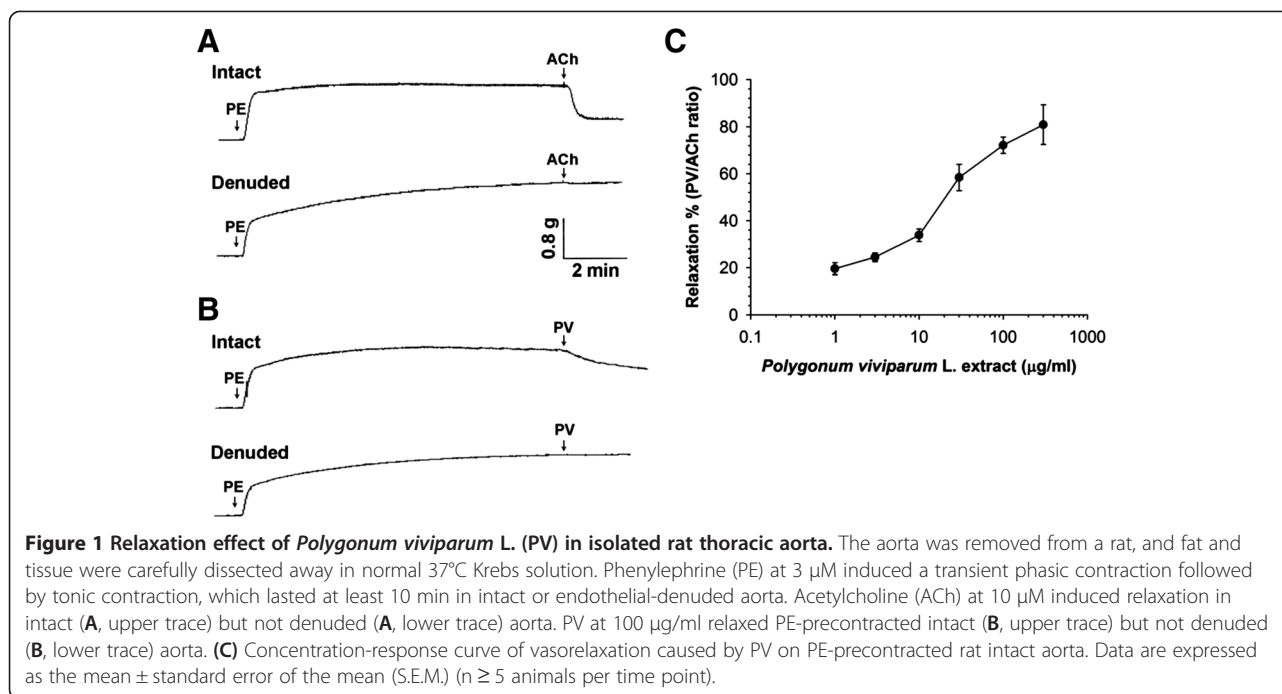 A
Intact
PE
ACh
Denuded
PE
ACh
0.8 g
2 min
B
Intact
PE
PV
Denuded
PE
PV
C
Relaxation % (PV/ACh ratio)
100
80
60
40
20
0
0.1 1 10 100 1000
Polygonum viviparum L. extract (μg/ml)
Figure 1 Relaxation effect of Polygonum viviparum L. (PV) in isolated rat thoracic aorta. The aorta was removed from a rat, and fat and
tissue were carefully dissected away in normal 37°C Krebs solution. Phenylephrine (PE) at 3 μM induced a transient phasic contraction followed
by tonic contraction, which lasted at least 10 min in intact or endothelial-denuded aorta. Acetylcholine (ACh) at 10 μM induced relaxation in
intact (A, upper trace) but not denuded (A, lower trace) aorta. PV at 100 μg/ml relaxed PE-precontracted intact (B, upper trace) but not denuded
(B, lower trace) aorta. (C) Concentration-response curve of vasorelaxation caused by PV on PE-precontracted rat intact aorta. Data are expressed
as the mean ± standard error of the mean (S.E.M.) (n ≥ 5 animals per time point).